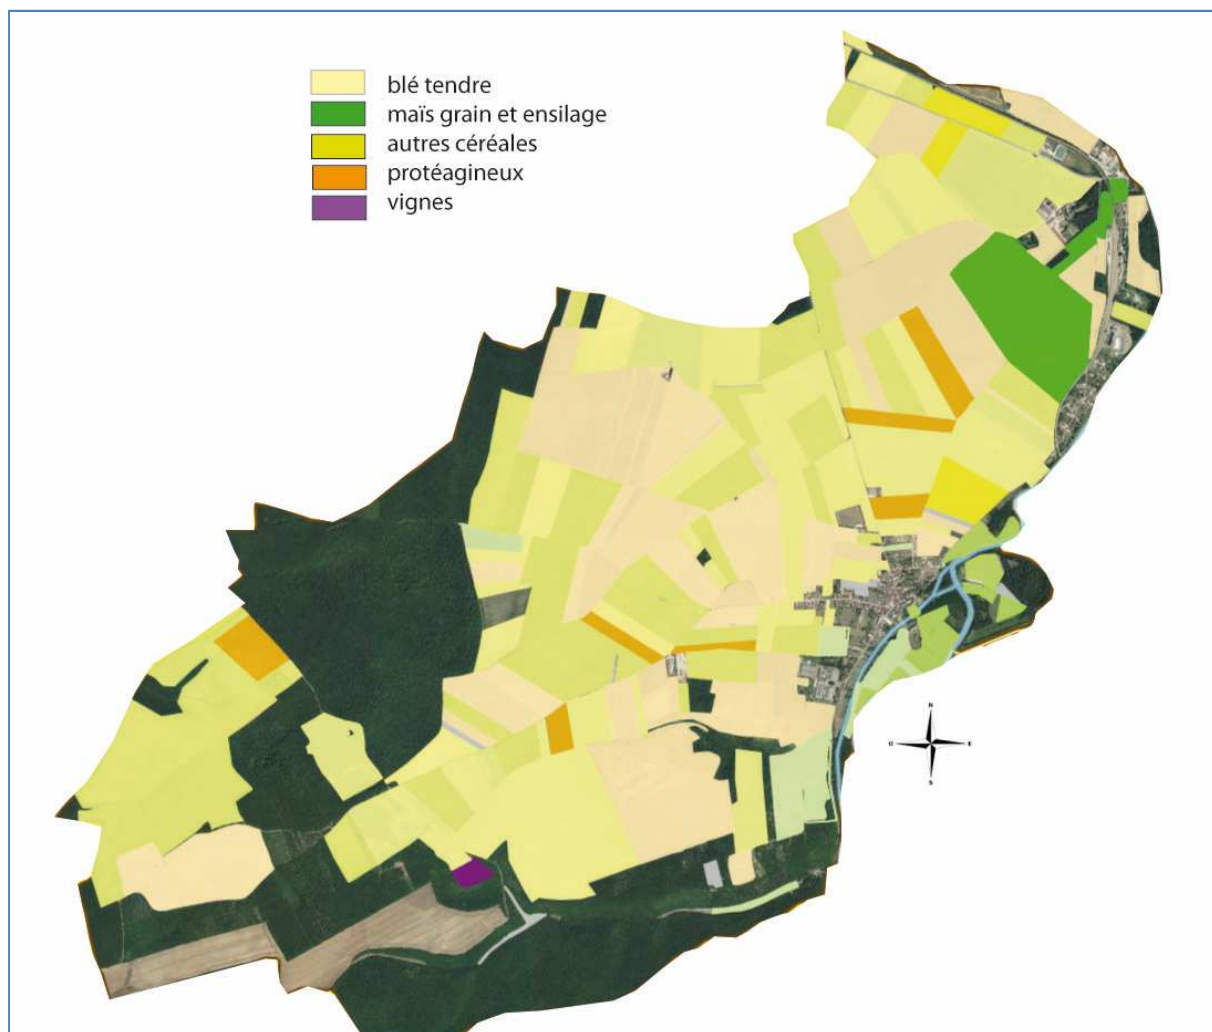 blé tendre
maïs grain et ensilage
autres céréales
protéagineux
vignes
N
O
E
S